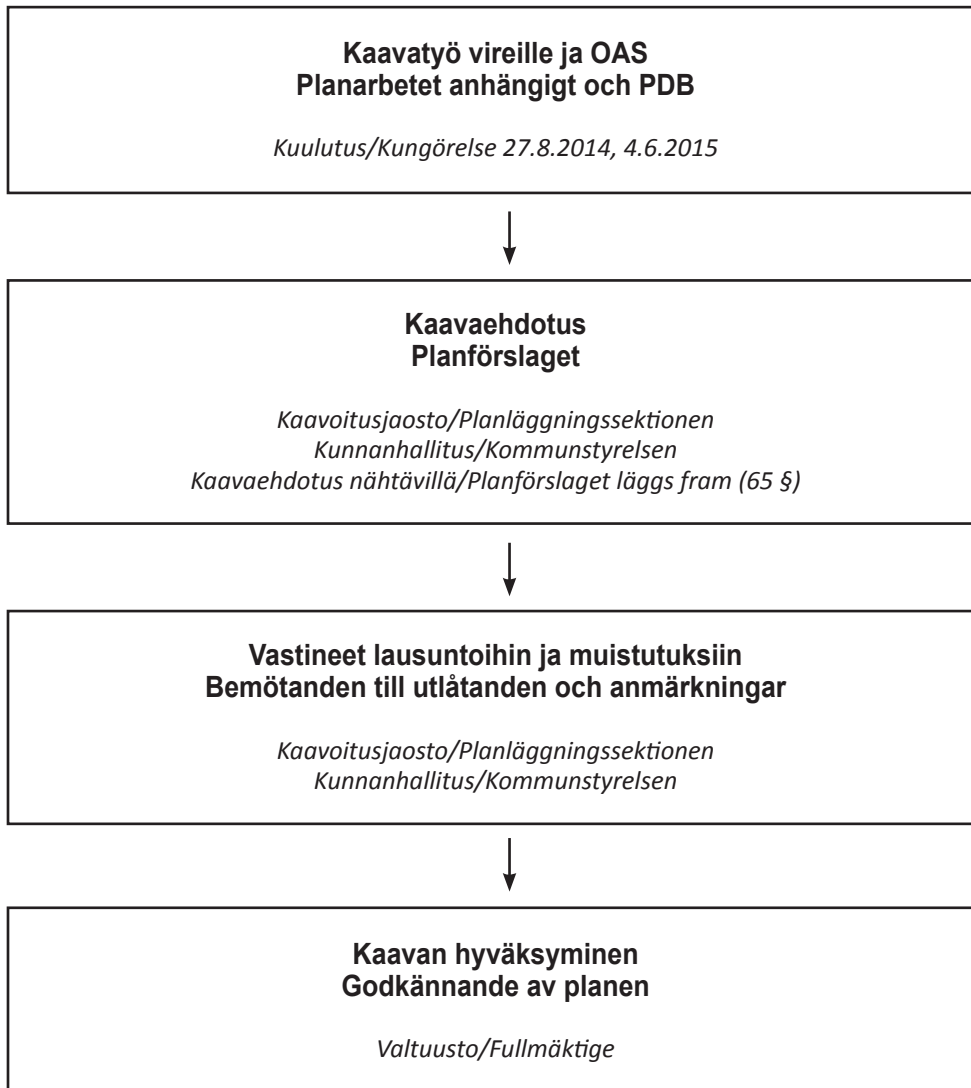 Kaavatyö vireille ja OAS
Planarbetet anhängigt och PDB
Kuulutus/Kungörelse 27.8.2014, 4.6.2015
Kaavaehdotus
Planförslaget
Kaavoitusjaosto/Planläggningssektionen
Kunnanhallitus/Kommunstyrelsen
Kaavaehdotus nähtävillä/Planförslaget läggs fram (65 §)
Vastineet lausuntoihin ja muistutuksiin
Bemötanden till utlåtanden och anmärkningar
Kaavoitusjaosto/Planläggningssektionen
Kunnanhallitus/Kommunstyrelsen
Kaavan hyväksyminen
Godkännande av planen
Valtuusto/Fullmäktige